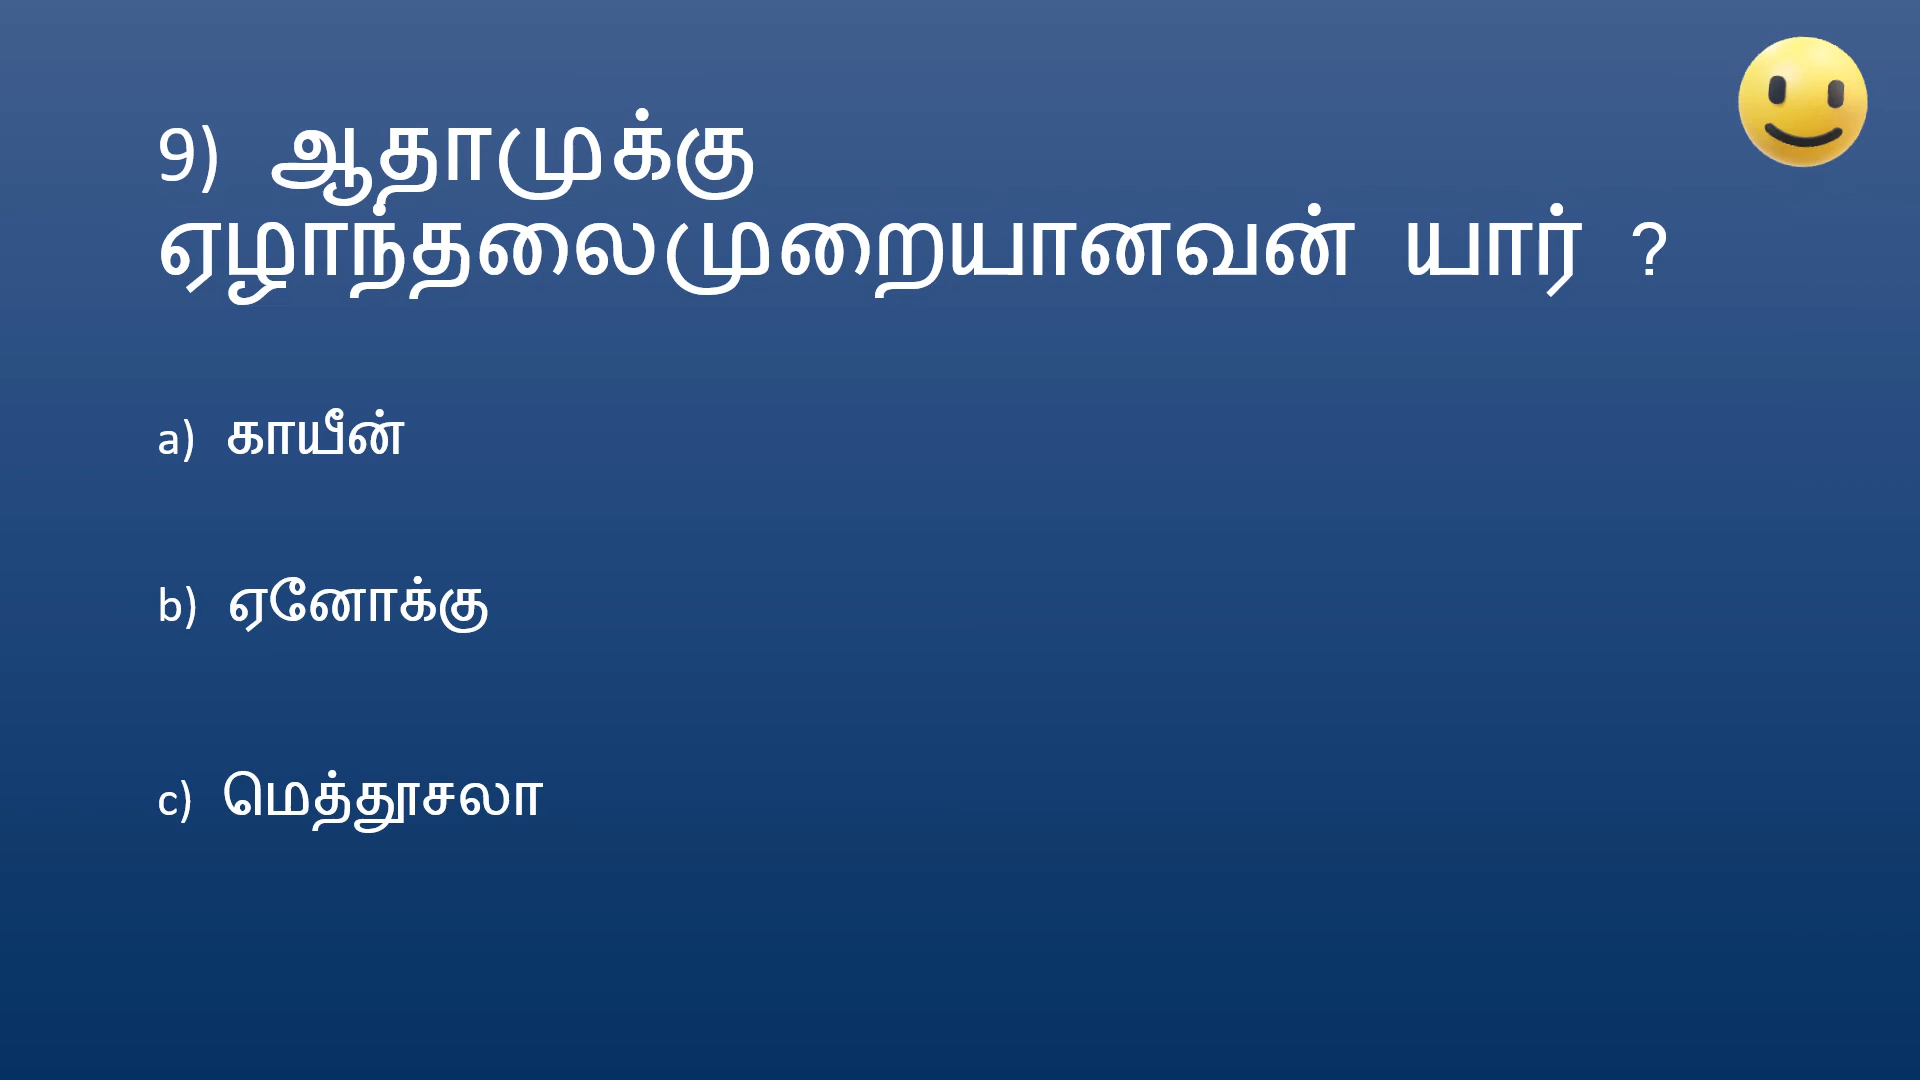 9) ஆதாமுக்கு
ஏழாந்தலைமுறையானவன் யார் ?
a) காயீன்
b) ஏனோக்கு
c) மெத்தூசலா